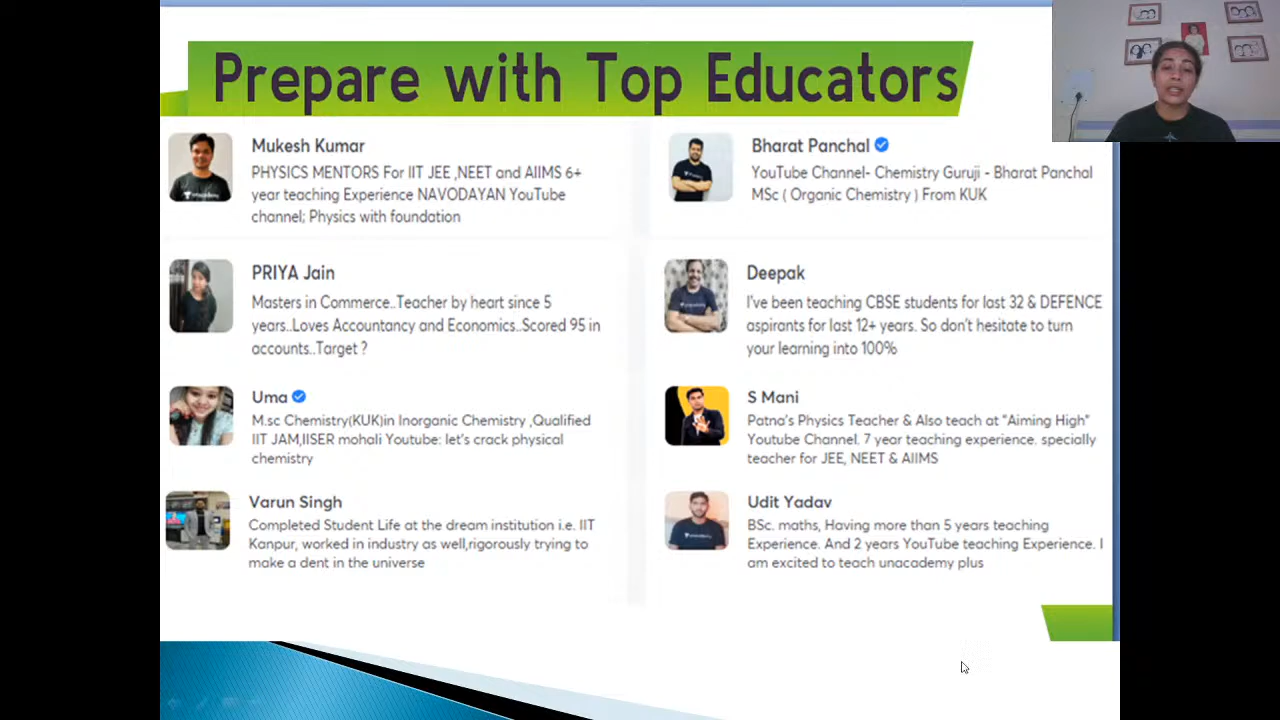 Prepare with Top Educators
Mukesh Kumar
PHYSICS MENTORS For IIT JEE ,NEET and AIIMS 6+
year teaching Experience NAVODAYAN YouTube
channel; Physics with foundation
Bharat Panchal
YouTube Channel- Chemistry Guruji - Bharat Panchal
MSc ( Organic Chemistry ) From KUK
PRIYA Jain
Masters in Commerce..Teacher by heart since 5
years..Loves Accountancy and Economics..Scored 95 in
accounts..Target ?
Deepak
I've been teaching CBSE students for last 32 & DEFENCE
aspirants for last 12+ years. So don't hesitate to turn
your learning into 100%
Uma
M.sc Chemistry(KUK)in Inorganic Chemistry ,Qualified
IIT JAM,IISER mohali Youtube: let's crack physical
chemistry
S Mani
Patna's Physics Teacher & Also teach at "Aiming High"
Youtube Channel. 7 year teaching experience. specially
teacher for JEE, NEET & AIIMS
Varun Singh
Completed Student Life at the dream institution i.e. IIT
Kanpur, worked in industry as well,rigorously trying to
make a dent in the universe
Udit Yadav
BSc. maths, Having more than 5 years teaching
Experience. And 2 years YouTube teaching Experience. I
am excited to teach unacademy plus